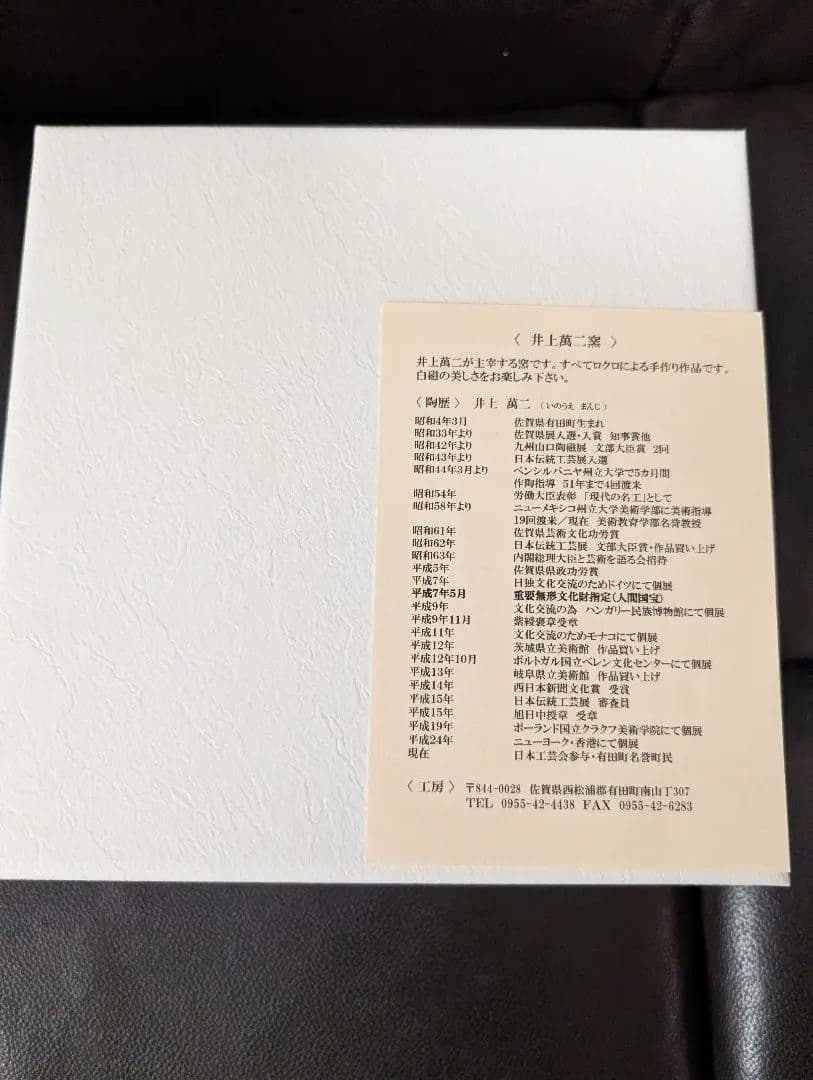 〈 井上萬二窯 〉
井上萬二が主宰する窯です。すべてロクロによる手作り作品です。
白磁の美しさをお楽しみ下さい。
〈 陶歴 〉 井上 萬二 (いのうえ まんじ)
昭和4年3月 佐賀県有田町生まれ
昭和33年より 佐賀県展入選・入賞 知事賞他
昭和42年より 九州山口陶磁展 文部大臣賞 2回
昭和43年より 日本伝統工芸展入選
昭和44年3月より ペンシルバニヤ州立大学で5カ月間
作陶指導 51年まで4回渡米
昭和54年 労働大臣表彰「現代の名工」として
昭和58年より ニューメキシコ州立大学美術学部に美術指導
19回渡米/現在 美術教育学部名誉教授
昭和61年 佐賀県芸術文化功労賞
昭和62年 日本伝統工芸展 文部大臣賞・作品買い上げ
昭和63年 内閣総理大臣と芸術を語る会招待
平成5年 佐賀県県政功労賞
平成7年 日独文化交流のためドイツにて個展
平成7年5月 重要無形文化財指定(人間国宝)
平成9年 文化交流の為 ハンガリー民族博物館にて個展
平成9年11月 紫綬褒章受章
平成11年 文化交流のためモナコにて個展
平成12年 茨城県立美術館 作品買い上げ
平成12年10月 ポルトガル国立ベレン文化センターにて個展
平成13年 岐阜県立美術館 作品買い上げ
平成14年 西日本新聞文化賞 受賞
平成15年 日本伝統工芸展 審査員
平成15年 旭日中授章 受章
平成19年 ポーランド国立クラクフ美術学院にて個展
平成24年 ニューヨーク・香港にて個展
現在 日本工芸会参与・有田町名誉町民
〈 工房 〉 〒844-0028 佐賀県西松浦郡有田町南山丁307
TEL 0955-42-4438 FAX 0955-42-6283